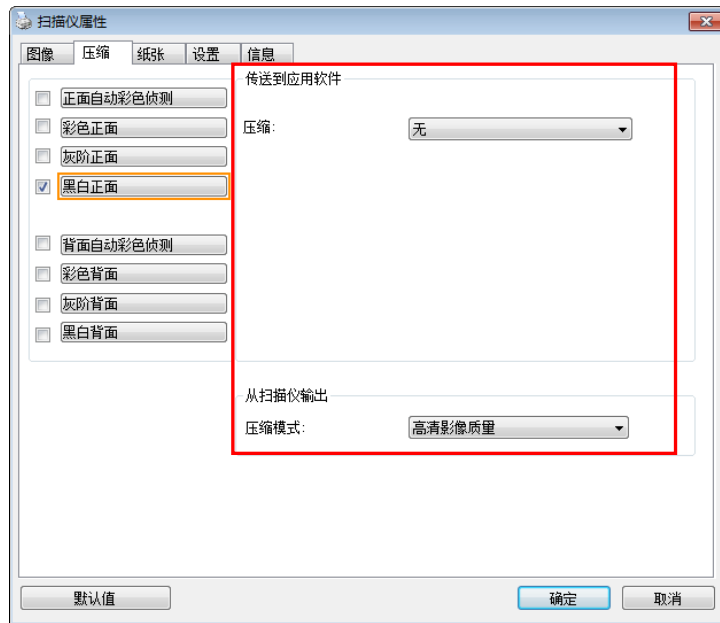 扫描仪属性
图像 压缩 纸张 设置 信息
传送到应用软件
正面自动彩色侦测
彩色正面
压缩: 无
灰阶正面
黑白正面
背面自动彩色侦测
彩色背面
灰阶背面
黑白背面
从扫描仪输出
压缩模式: 高清影像质量
默认值 确定 取消